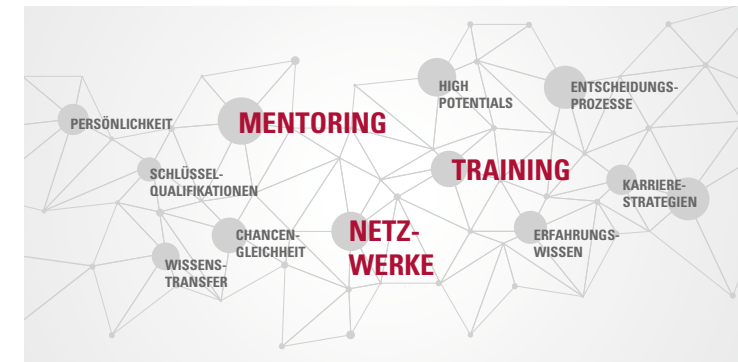 HIGH
POTENTIALS
ENTSCHEIDUNGS-
PROZESSE
PERSÖNLICHKEIT
MENTORING
SCHLÜSSEL-
QUALIFIKATIONEN
TRAINING
KARRIERE-
STRATEGIEN
CHANCEN-
GLEICHHEIT
NETZ-
WERKE
ERFAHRUNGS-
WISSEN
WISSENS-
TRANSFER